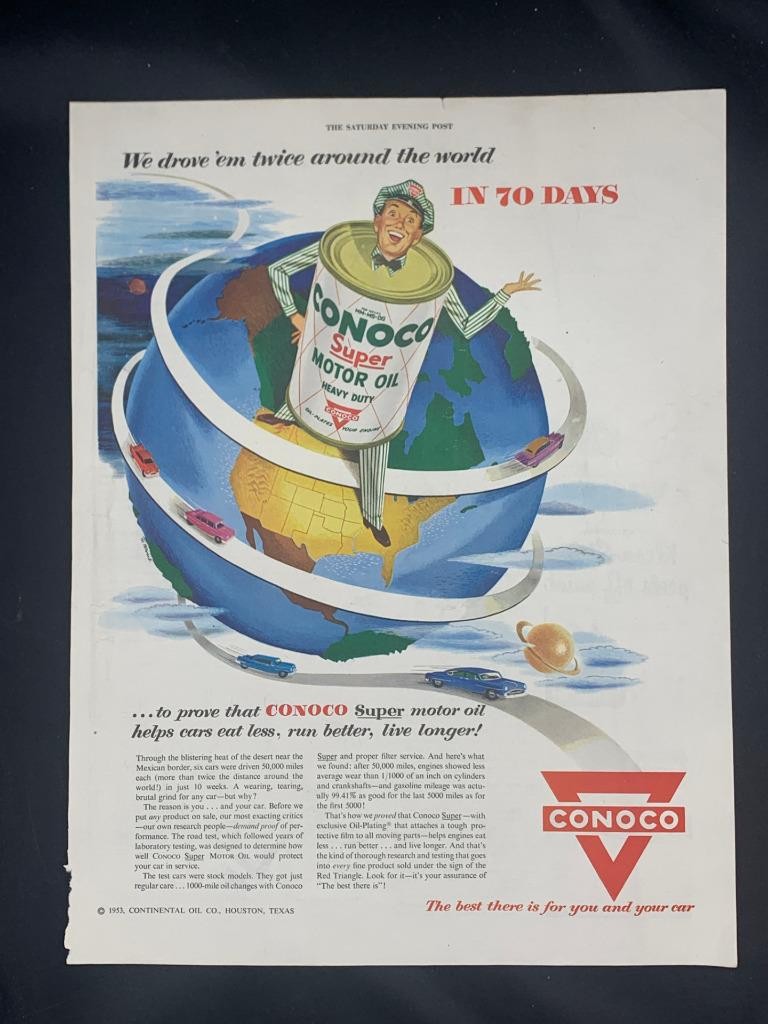 THE SATURDAY EVENING POST
We drove 'em twice around the world
IN 70 DAYS
CONOCO
Super
MOTOR OIL
HEAVY DUTY
CONOCO
OIL-PLATES YOUR ENGINE
...to prove that CONOCO Super motor oil
helps cars eat less, run better, live longer!
Through the blistering heat of the desert near the
Mexican border, six cars were driven 50,000 miles
each (more than twice the distance around the
world!) in just 10 weeks. A wearing, tearing,
brutal grind for any car—but why?
The reason is you . . . and your car. Before we
put any product on sale, our most exacting critics
—our own research people—demand proof of per-
formance. The road test, which followed years of
laboratory testing, was designed to determine how
well CONOCO Super MOTOR OIL would protect
your car in service.
The test cars were stock models. They got just
regular care . . . 1000-mile oil changes with Conoco
Super and proper filter service. And here's what
we found: after 50,000 miles, engines showed less
average wear than 1/1000 of an inch on cylinders
and crankshafts—and gasoline mileage was actu-
ally 99.41% as good for the last 5000 miles as for
the first 5000!
That's how we proved that Conoco Super—with
exclusive Oil-Plating® that attaches a tough pro-
tective film to all moving parts—helps engines eat
less . . . run better . . . and live longer. And that's
the kind of thorough research and testing that goes
into every fine product sold under the sign of the
Red Triangle. Look for it—it's your assurance of
"The best there is"!
CONOCO
The best there is for you and your car
© 1953, CONTINENTAL OIL CO., HOUSTON, TEXAS